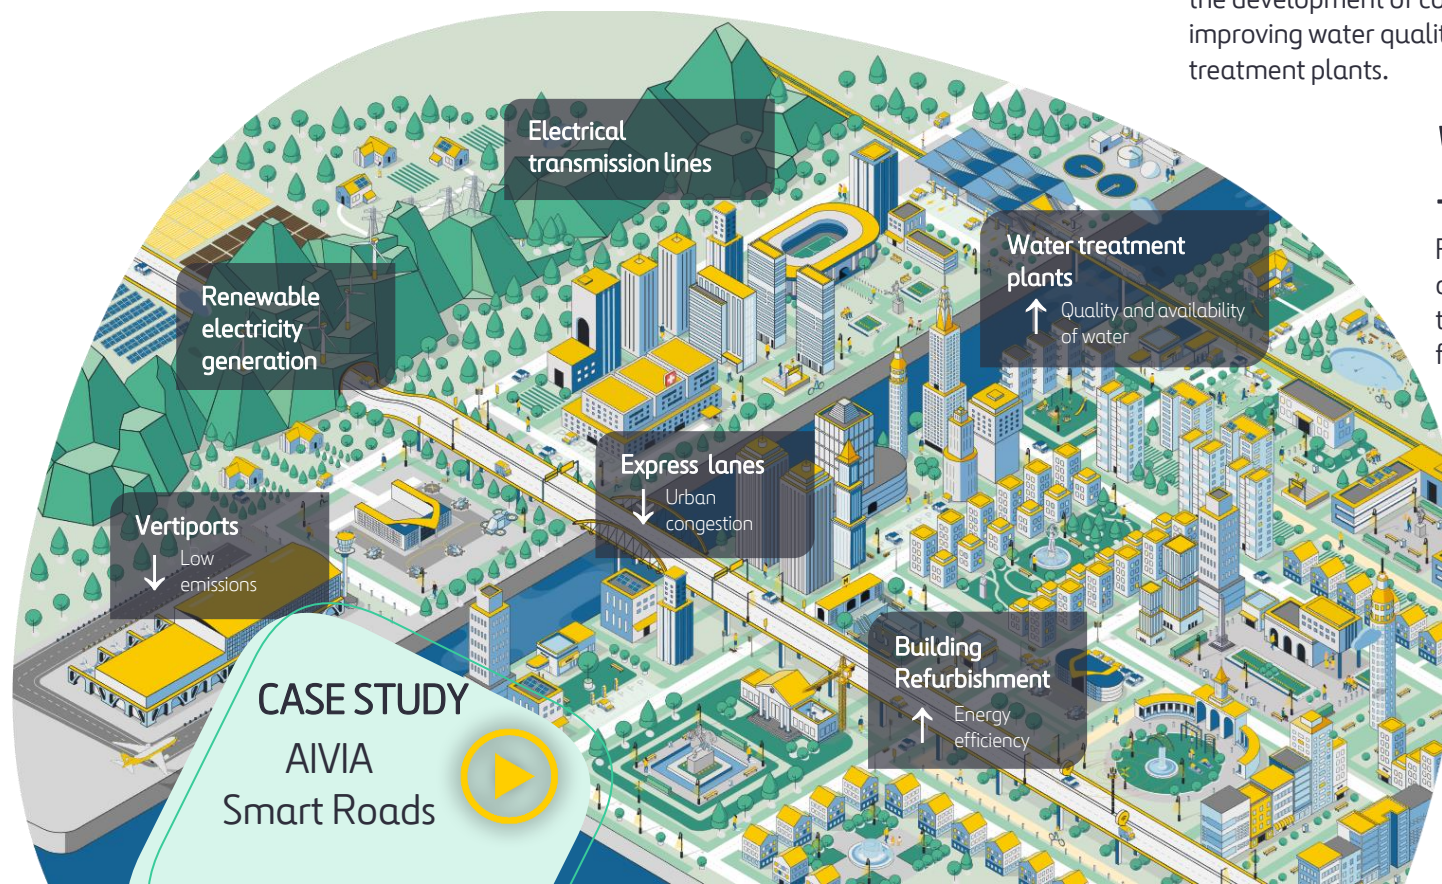 improving water
treatment plants.
Electrical
transmission lines
Water treatment
plants
↑ Quality and availability
of water
Renewable
electricity
generation
Express lanes
↓ Urban
congestion
Vertiports
↓ Low
emissions
Building
Refurbishment
↑ Energy
efficiency
CASE STUDY
AIVIA
Smart Roads